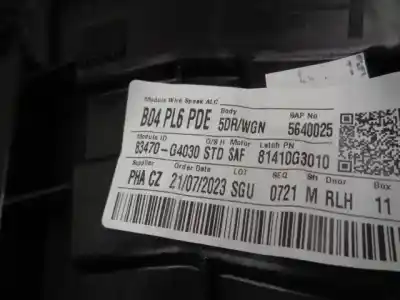 Module Wire Speak ALC Body SAP No
B04 PL6 PDE 5DR/WGN 5640025
Module ID O/S H Motor Latch PN
83470-G4030 STD SAF 81410G3010
Supplier Order Date LOT SEQ SH Door Box
PHA CZ 21/07/2023 SGU 0721 M RLH 11